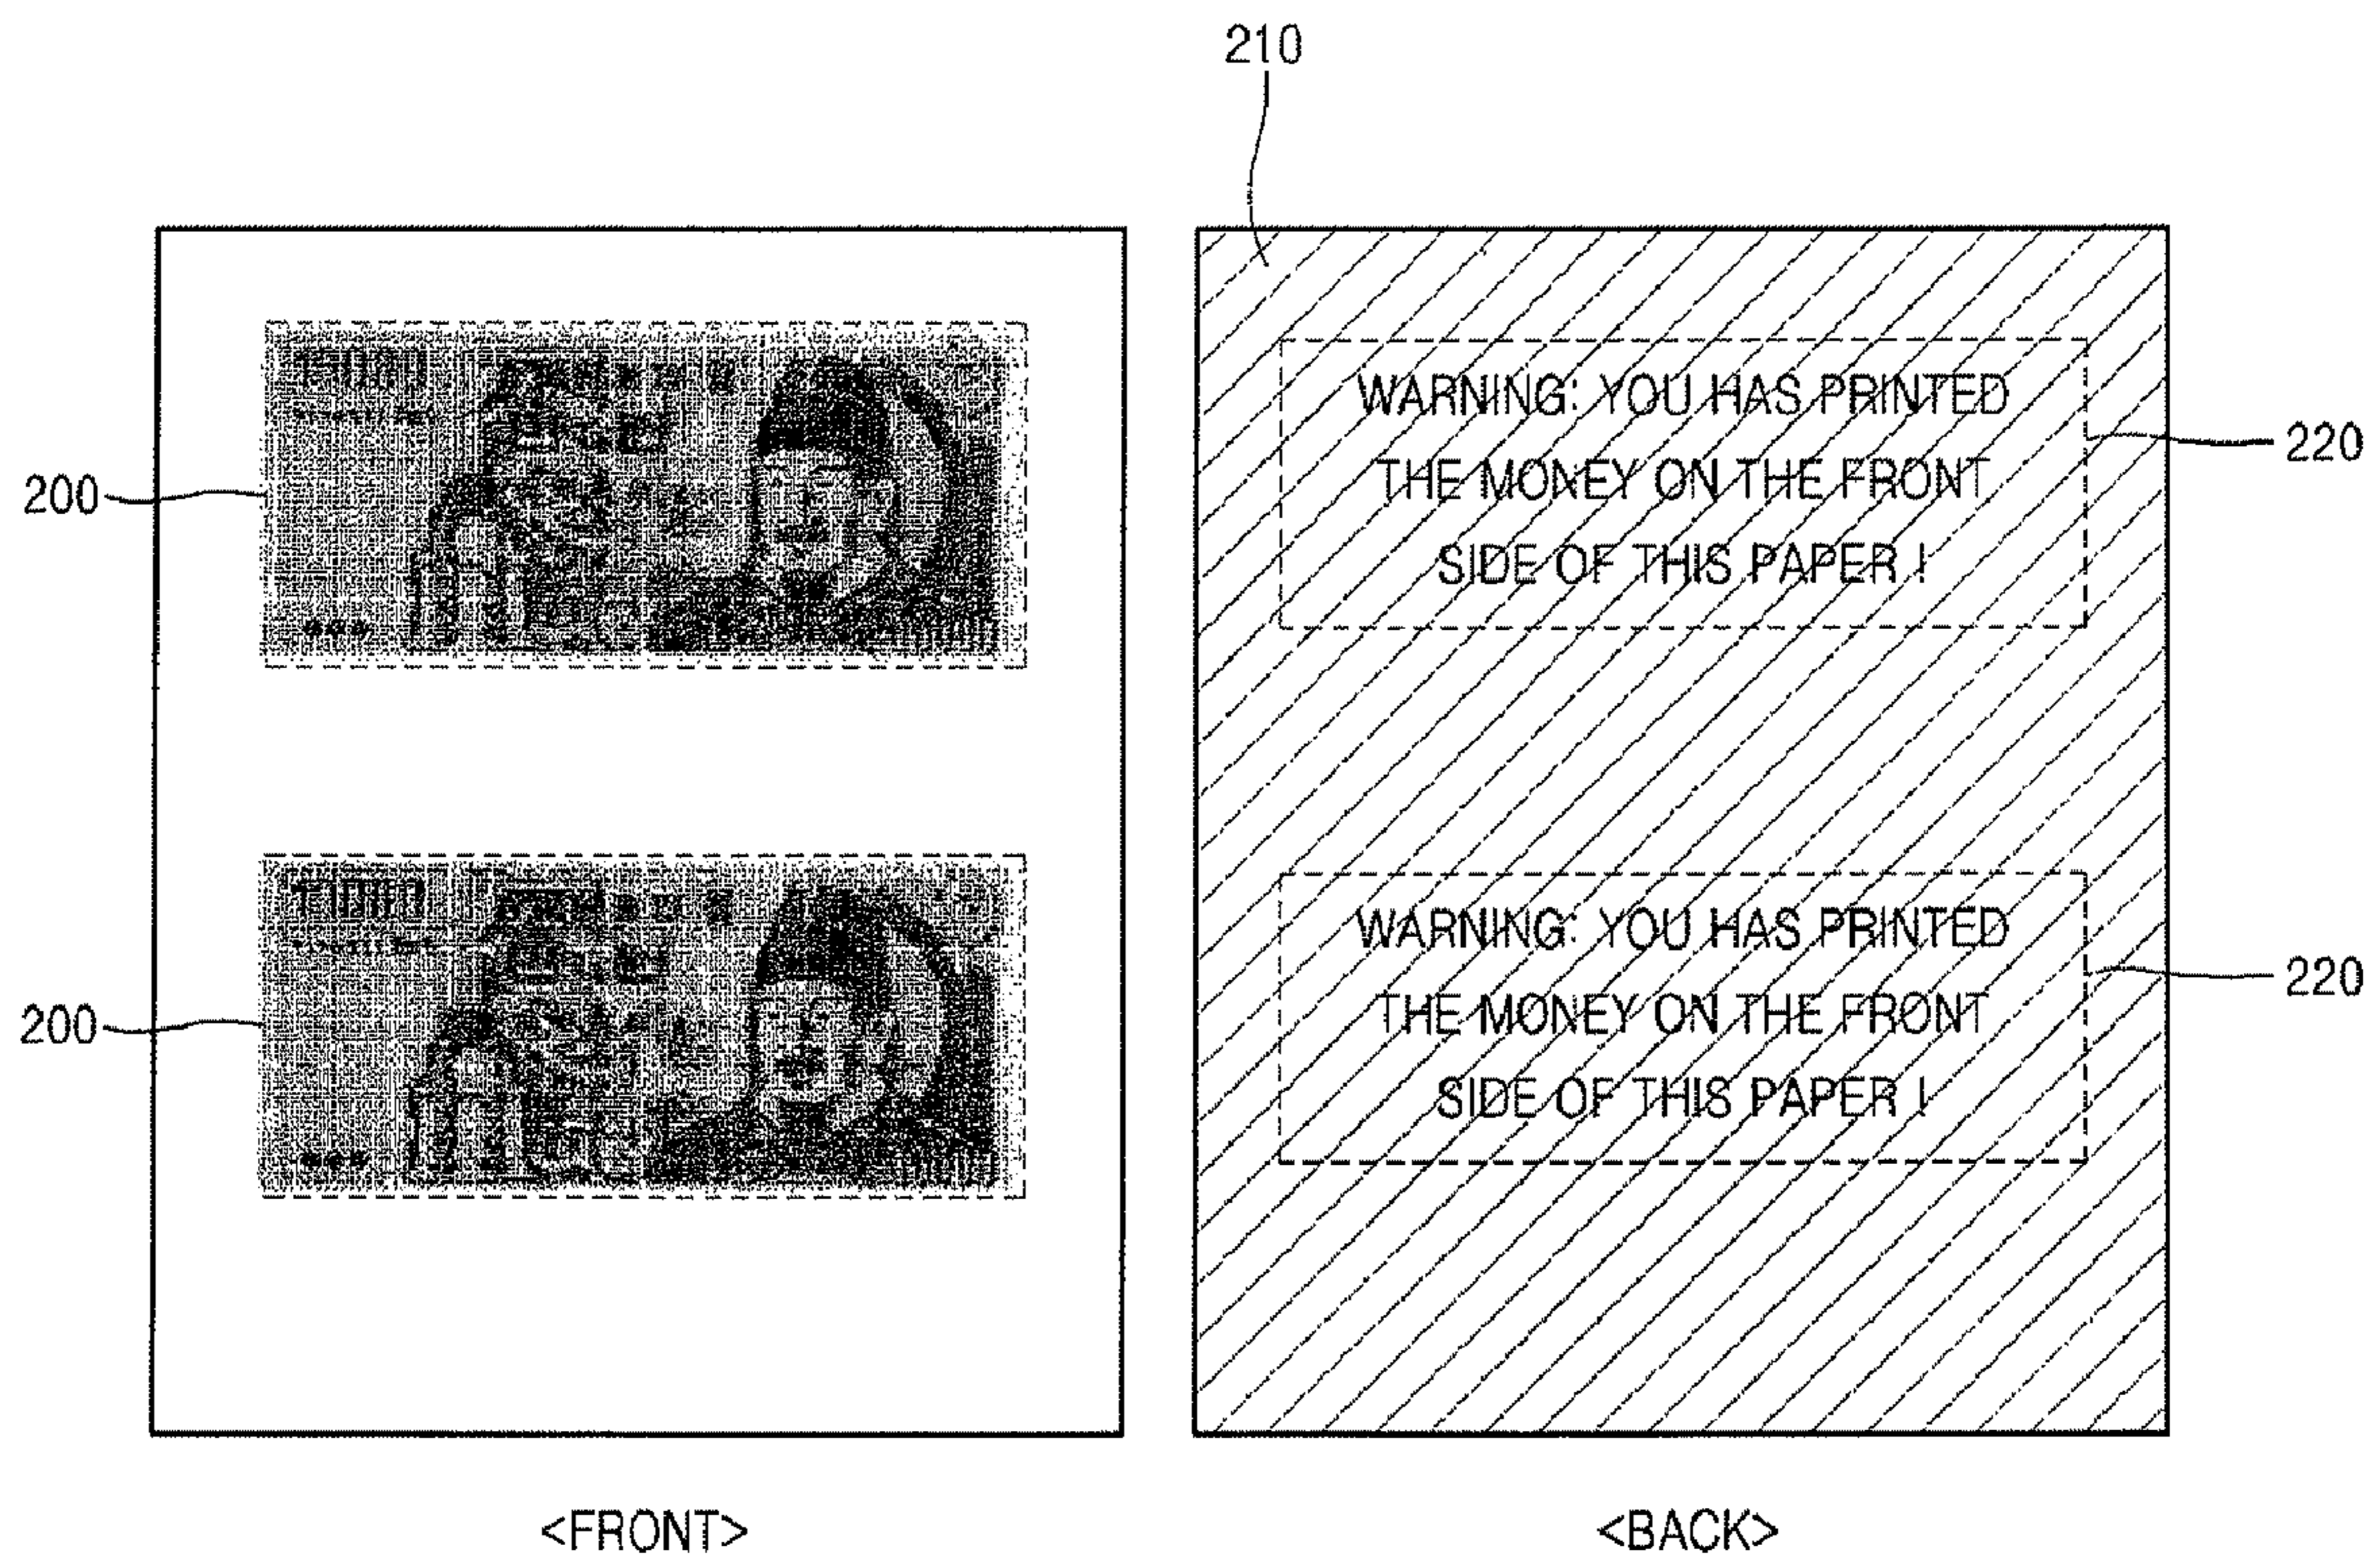 210
200
WARNING: YOU HAS PRINTED
THE MONEY ON THE FRONT
SIDE OF THIS PAPER !
220
200
WARNING: YOU HAS PRINTED
THE MONEY ON THE FRONT
SIDE OF THIS PAPER !
220
<FRONT>
<BACK>